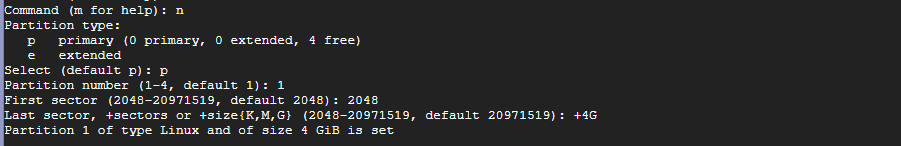 Command (m for help): n
Partition type:
   p   primary (0 primary, 0 extended, 4 free)
   e   extended
Select (default p): p
Partition number (1-4, default 1): 1
First sector (2048-20971519, default 2048): 2048
Last sector, +sectors or +size{K,M,G} (2048-20971519, default 20971519): +4G
Partition 1 of type Linux and of size 4 GiB is set